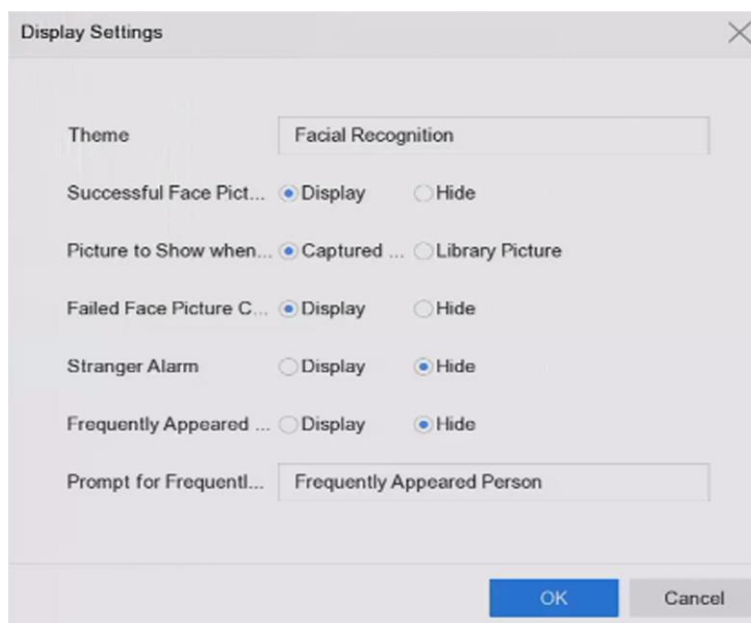 Display Settings
Theme Facial Recognition
Successful Face Pict... Display Hide
Picture to Show when... Captured ... Library Picture
Failed Face Picture C... Display Hide
Stranger Alarm Display Hide
Frequently Appeared ... Display Hide
Prompt for Frequentl... Frequently Appeared Person
OK Cancel